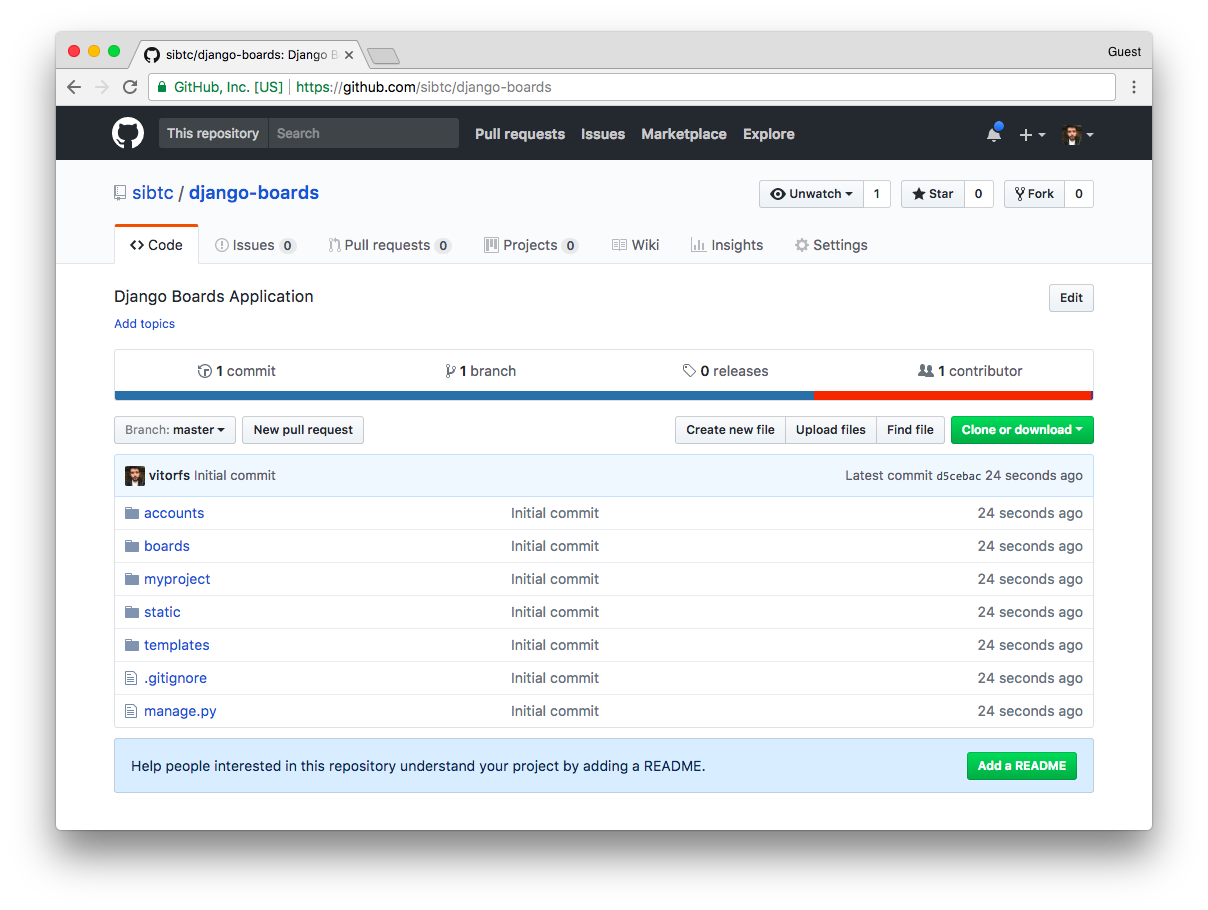 sibtc/django-boards: Django B
Guest
GitHub, Inc. [US] https://github.com/sibtc/django-boards
This repository Search Pull requests Issues Marketplace Explore
sibtc / django-boards Unwatch 1 Star 0 Fork 0
Code Issues 0 Pull requests 0 Projects 0 Wiki Insights Settings
Django Boards Application Edit
Add topics
1 commit 1 branch 0 releases 1 contributor
Branch: master New pull request Create new file Upload files Find file Clone or download
vitorfs Initial commit Latest commit d5cebac 24 seconds ago
accounts Initial commit 24 seconds ago
boards Initial commit 24 seconds ago
myproject Initial commit 24 seconds ago
static Initial commit 24 seconds ago
templates Initial commit 24 seconds ago
.gitignore Initial commit 24 seconds ago
manage.py Initial commit 24 seconds ago
Help people interested in this repository understand your project by adding a README. Add a README